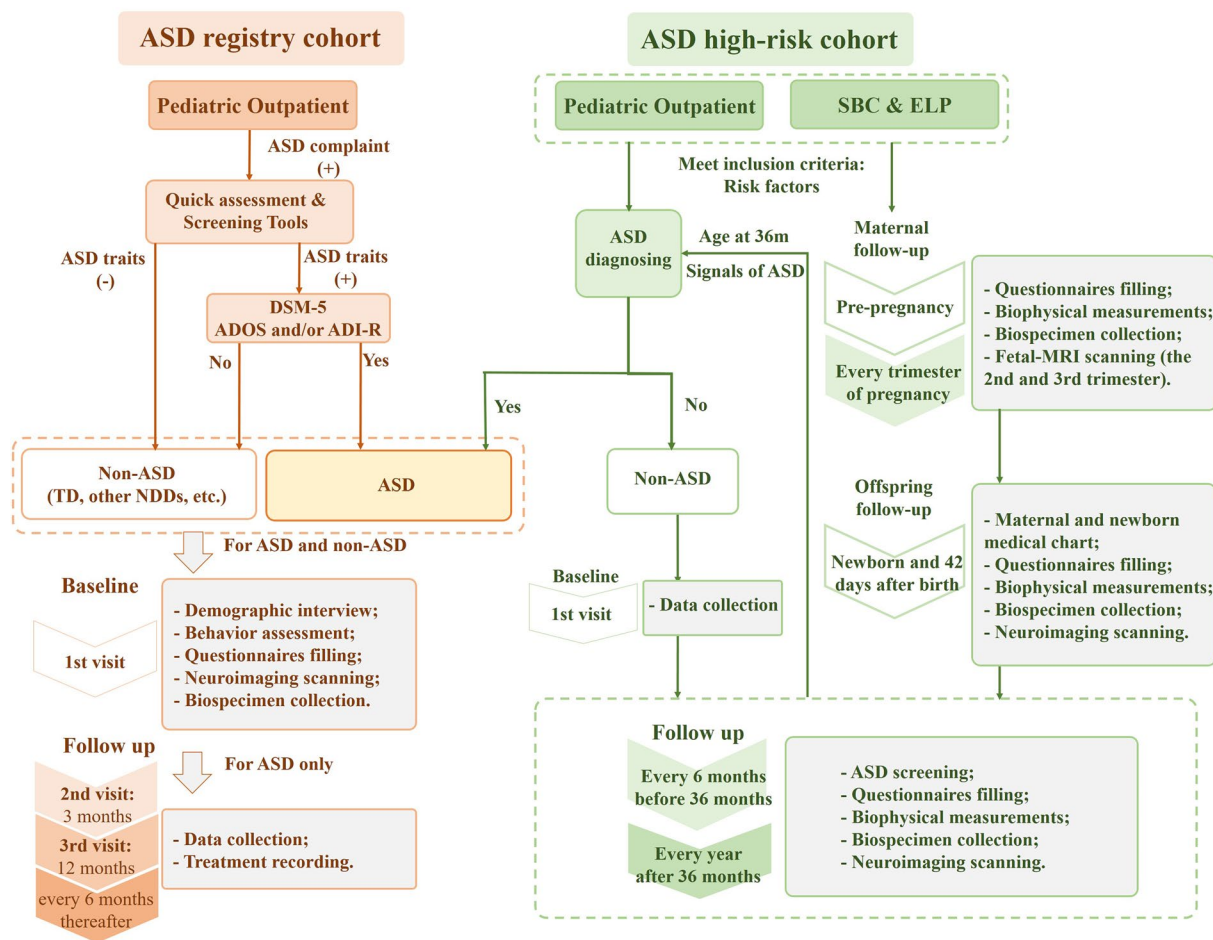 ASD registry cohort
Pediatric Outpatient
ASD complaint
(+)
Quick assessment &
Screening Tools
ASD traits
(-)
ASD traits
(+)
DSM-5
ADOS and/or ADI-R
No
Yes
Non-ASD
(TD, other NDDs, etc.)
ASD
For ASD and non-ASD
Baseline
1st visit
- Demographic interview;
- Behavior assessment;
- Questionnaires filling;
- Neuroimaging scanning;
- Biospecimen collection.
Follow up
For ASD only
2nd visit:
3 months
3rd visit:
12 months
every 6 months
thereafter
- Data collection;
- Treatment recording.
ASD high-risk cohort
Pediatric Outpatient
SBC & ELP
Meet inclusion criteria:
Risk factors
ASD
diagnosing
Age at 36m
Signals of ASD
Yes
No
Non-ASD
Baseline
1st visit
- Data collection
Maternal
follow-up
Pre-pregnancy
Every trimester
of pregnancy
- Questionnaires filling;
- Biophysical measurements;
- Biospecimen collection;
- Fetal-MRI scanning (the
2nd and 3rd trimester).
Offspring
follow-up
Newborn and 42
days after birth
- Maternal and newborn
medical chart;
- Questionnaires filling;
- Biophysical measurements;
- Biospecimen collection;
- Neuroimaging scanning.
Follow up
Every 6 months
before 36 months
Every year
after 36 months
- ASD screening;
- Questionnaires filling;
- Biophysical measurements;
- Biospecimen collection;
- Neuroimaging scanning.